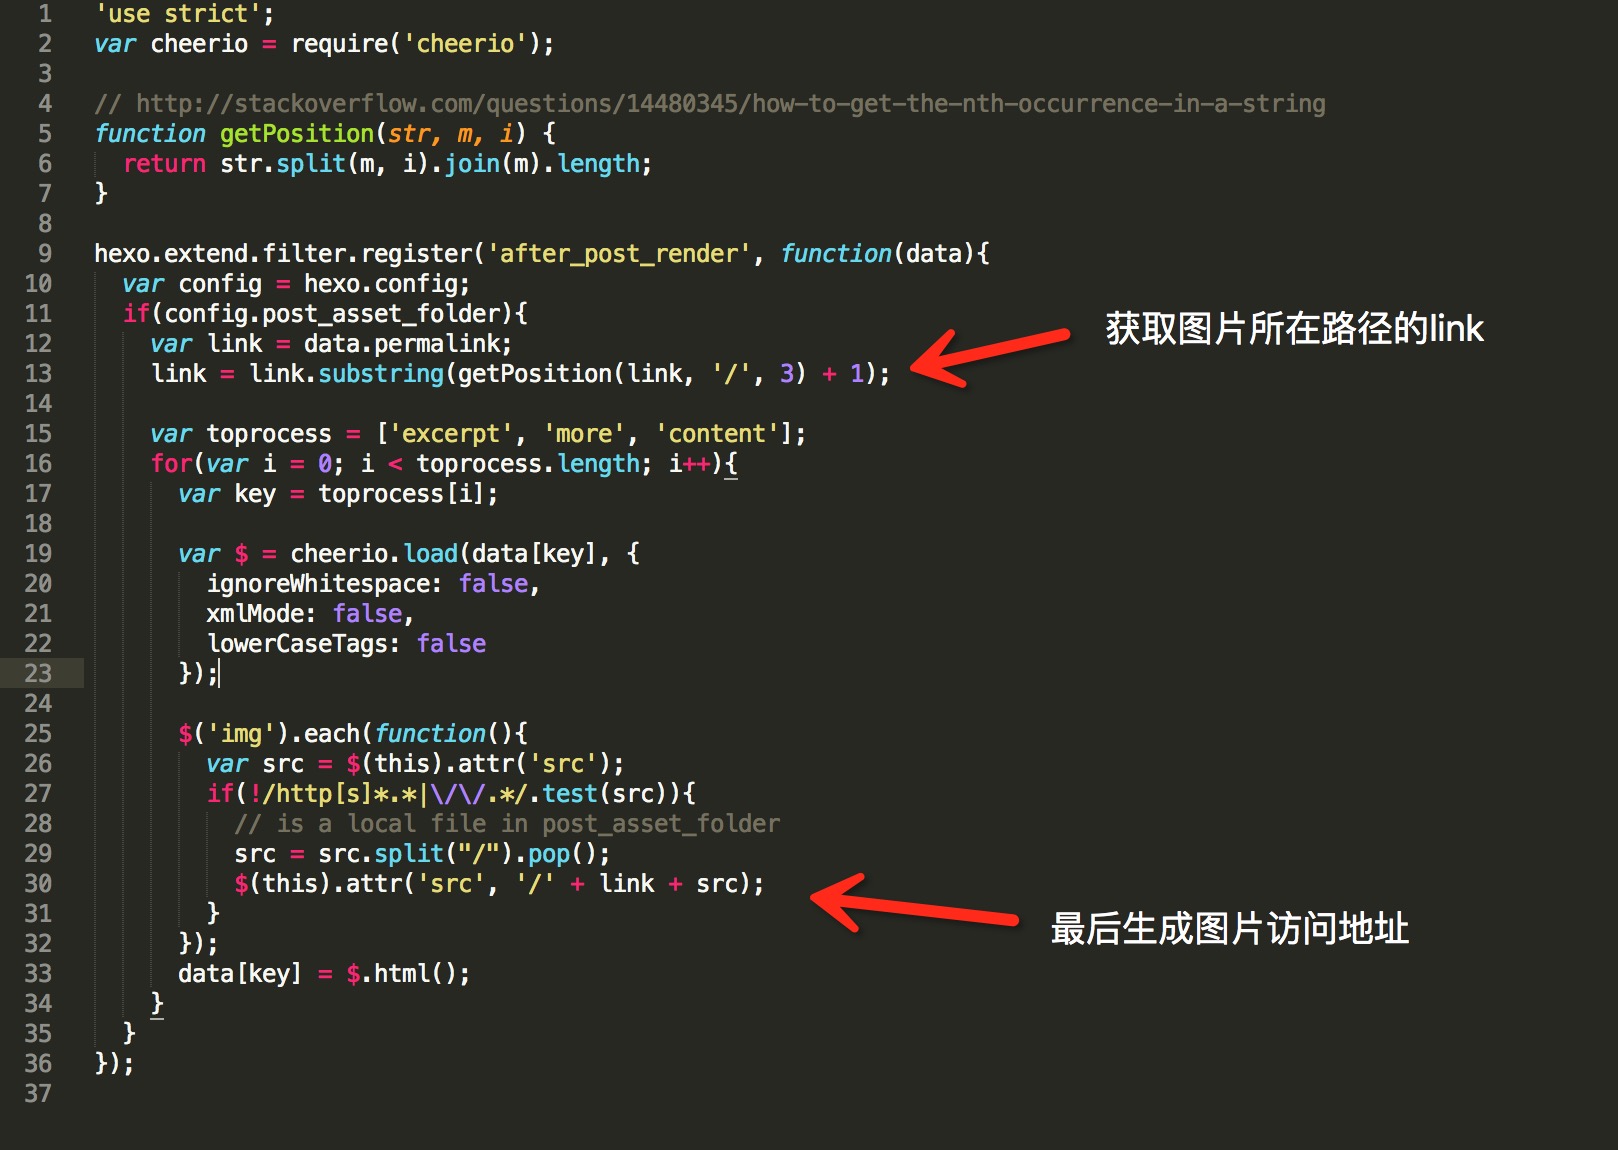 1 'use strict';
2 var cheerio = require('cheerio');
3
4 // http://stackoverflow.com/questions/14480345/how-to-get-the-nth-occurrence-in-a-string
5 function getPosition(str, m, i) {
6   return str.split(m, i).join(m).length;
7 }
8
9 hexo.extend.filter.register('after_post_render', function(data){
10   var config = hexo.config;
11   if(config.post_asset_folder){
获取图片所在路径的link
12     var link = data.permalink;
13     link = link.substring(getPosition(link, '/', 3) + 1);
14
15     var toprocess = ['excerpt', 'more', 'content'];
16     for(var i = 0; i < toprocess.length; i++){
17       var key = toprocess[i];
18
19       var $ = cheerio.load(data[key], {
20         ignoreWhitespace: false,
21         xmlMode: false,
22         lowerCaseTags: false
23       });
24
25       $('img').each(function(){
26         var src = $(this).attr('src');
27         if(!/http[s]*.*|\/\/.*/.test(src)){
28           // is a local file in post_asset_folder
29           src = src.split("/").pop();
30           $(this).attr('src', '/' + link + src);
31         }
最后生成图片访问地址
32       });
33       data[key] = $.html();
34     }
35   }
36 });
37